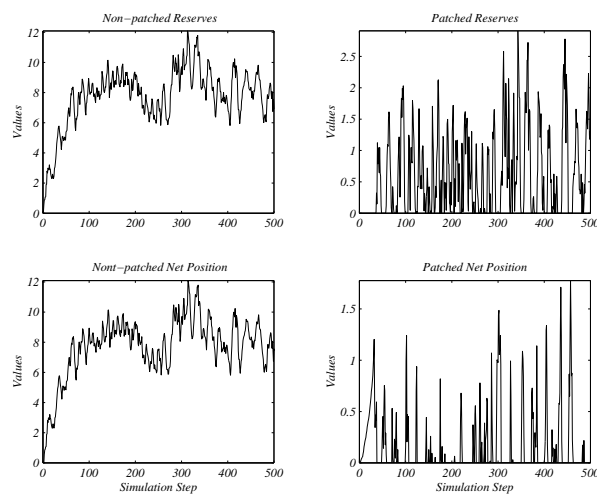 Non-patched Reserves
Patched Reserves
12
10
8
6
4
2
0
Values
0 100 200 300 400 500
2.5
2
1.5
1
0.5
0
Values
0 100 200 300 400 500
Nont-patched Net Position
Patched Net Position
12
10
8
6
4
2
0
Values
0 100 200 300 400 500
Simulation Step
1.5
1
0.5
0
Values
0 100 200 300 400 500
Simulation Step